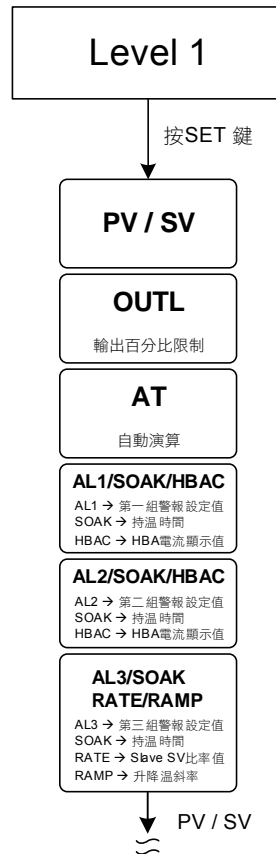 Level 1
按SET 鍵
PV / SV
OUTL
輸出百分比限制
AT
自動演算
AL1/SOAK/HBAC
AL1 → 第一組警報設定值
SOAK → 持温時間
HBAC → HBA電流顯示值
AL2/SOAK/HBAC
AL2 → 第二組警報設定值
SOAK → 持温時間
HBAC → HBA電流顯示值
AL3/SOAK
RATE/RAMP
AL3 → 第三組警報設定值
SOAK → 持温時間
RATE → Slave SV比率值
RAMP → 升降温斜率
PV / SV